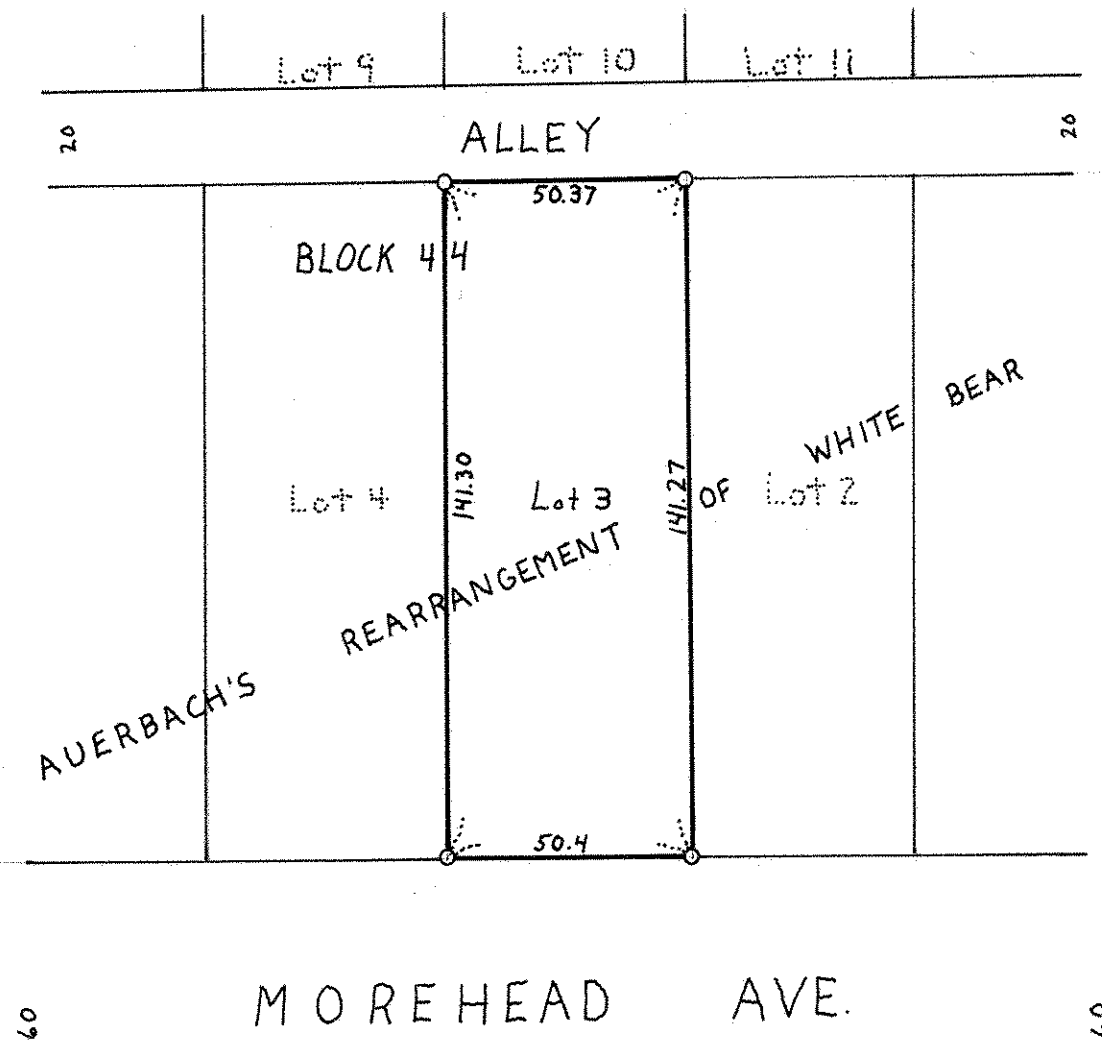 Lot 9 Lot 10 Lot 11
20 ALLEY 20
50.37
BLOCK 44
141.30
141.27
Lot 4 Lot 3 Lot 2
AUERBACH'S REARRANGEMENT OF WHITE BEAR
50.4
MOREHEAD AVE.
60 60